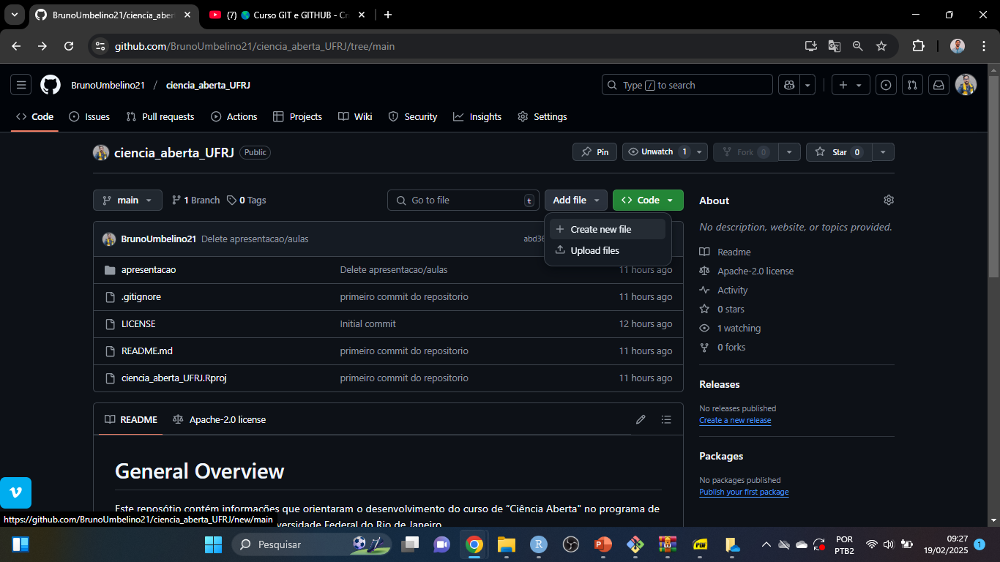 BrunoUmbelino21/ciencia_aber
(7) Curso GIT e GITHUB - Cr
github.com/BrunoUmbelino21/ciencia_aberta_UFRJ/tree/main
BrunoUmbelino21 / ciencia_aberta_UFRJ
Type / to search
Code Issues Pull requests Actions Projects Wiki Security Insights Settings
ciencia_aberta_UFRJ Public
Pin Unwatch 1 Fork 0 Star 0
main 1 Branch 0 Tags Go to file t Add file <> Code
About
Create new file
Upload files
No description, website, or topics provided.
BrunoUmbelino21 Delete apresentacao/aulas abd36
Readme
apresentacao Delete apresentacao/aulas 11 hours ago
Apache-2.0 license
Activity
.gitignore primeiro commit do repositorio 11 hours ago
0 stars
LICENSE Initial commit 12 hours ago
1 watching
README.md primeiro commit do repositorio 11 hours ago
0 forks
ciencia_aberta_UFRJ.Rproj primeiro commit do repositorio 11 hours ago
Releases
No releases published
Create a new release
README Apache-2.0 license
Packages
No packages published
Publish your first package
General Overview
Este reposótio contém informações que orientaram o desenvolvimento do curso de “Ciência Aberta" no programa de
versidade Federal do Rio de Janeiro
https://github.com/BrunoUmbelino21/ciencia_aberta_UFRJ/new/main
Pesquisar
R
P
PDF
POR
PTB2
09:27
19/02/2025
1